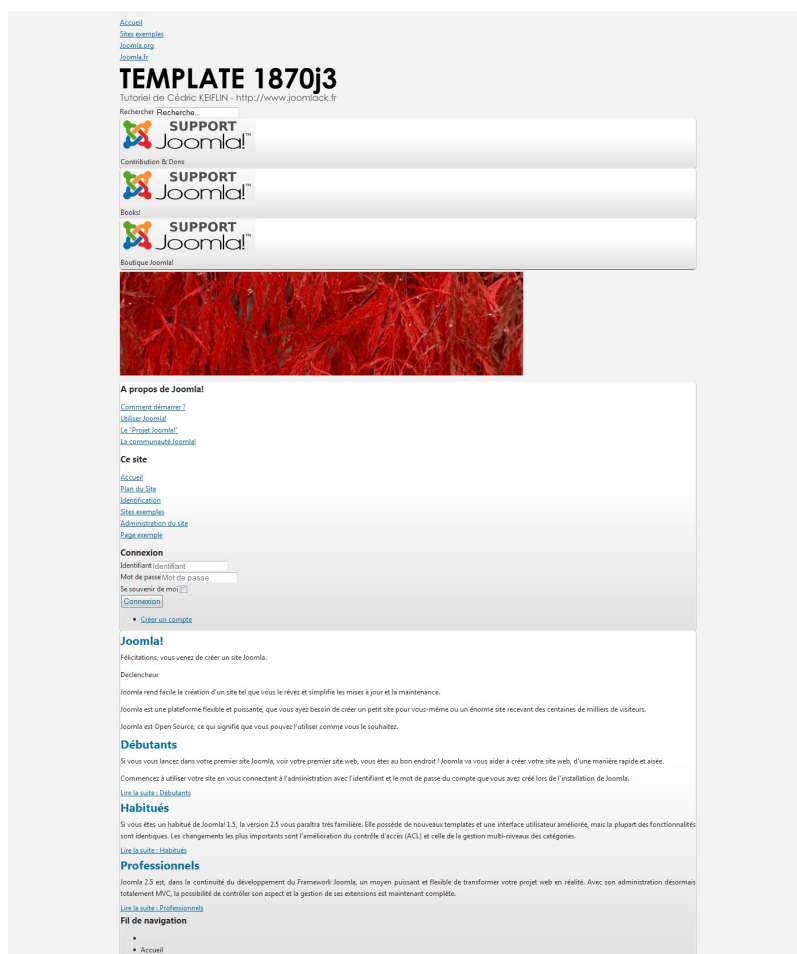 Accueil
Sites exemples
Joomla.org
Joomla.fr
TEMPLATE 1870j3
Tutoriel de Cédric KEIFLIN - http://www.joomlack.fr
Rechercher Recherche...
SUPPORT
Joomla!™
Contribution & Dons
SUPPORT
Joomla!™
Books!
SUPPORT
Joomla!™
Boutique Joomla!
A propos de Joomla!
Comment démarrer ?
Utiliser Joomla!
Le "Projet Joomla!"
La communauté Joomla!
Ce site
Accueil
Plan du Site
Identification
Sites exemples
Administration du site
Page exemple
Connexion
Identifiant Identifiant
Mot de passe Mot de passe
Se souvenir de moi
Connexion
• Créer un compte
Joomla!
Félicitations, vous venez de créer un site Joomla.
Declencheur
Joomla rend facile la création d'un site tel que vous le rêvez et simplifie les mises à jour et la maintenance.
Joomla est une plateforme flexible et puissante, que vous ayez besoin de créer un petit site pour vous-même ou un énorme site recevant des centaines de milliers de visiteurs.
Joomla est Open Source, ce qui signifie que vous pouvez l'utiliser comme vous le souhaitez.
Débutants
Si vous vous lancez dans votre premier site Joomla, voir votre premier site web, vous êtes au bon endroit ! Joomla va vous aider à créer votre site web, d'une manière rapide et aisée.
Commencez à utiliser votre site en vous connectant à l'administration avec l'identifiant et le mot de passe du compte que vous avez créé lors de l'installation de Joomla.
Lire la suite : Débutants
Habitués
Si vous êtes un habitué de Joomla! 1.5, la version 2.5 vous paraîtra très familière. Elle possède de nouveaux templates et une interface utilisateur améliorée, mais la plupart des fonctionnalités
sont identiques. Les changements les plus importants sont l'amélioration du contrôle d'accès (ACL) et celle de la gestion multi-niveaux des catégories.
Lire la suite : Habitués
Professionnels
Joomla 2.5 est, dans la continuité du développement du Framework Joomla, un moyen puissant et flexible de transformer votre projet web en réalité. Avec son administration désormais
totalement MVC, la possibilité de contrôler son aspect et la gestion de ses extensions est maintenant complète.
Lire la suite : Professionnels
Fil de navigation
•
• Accueil